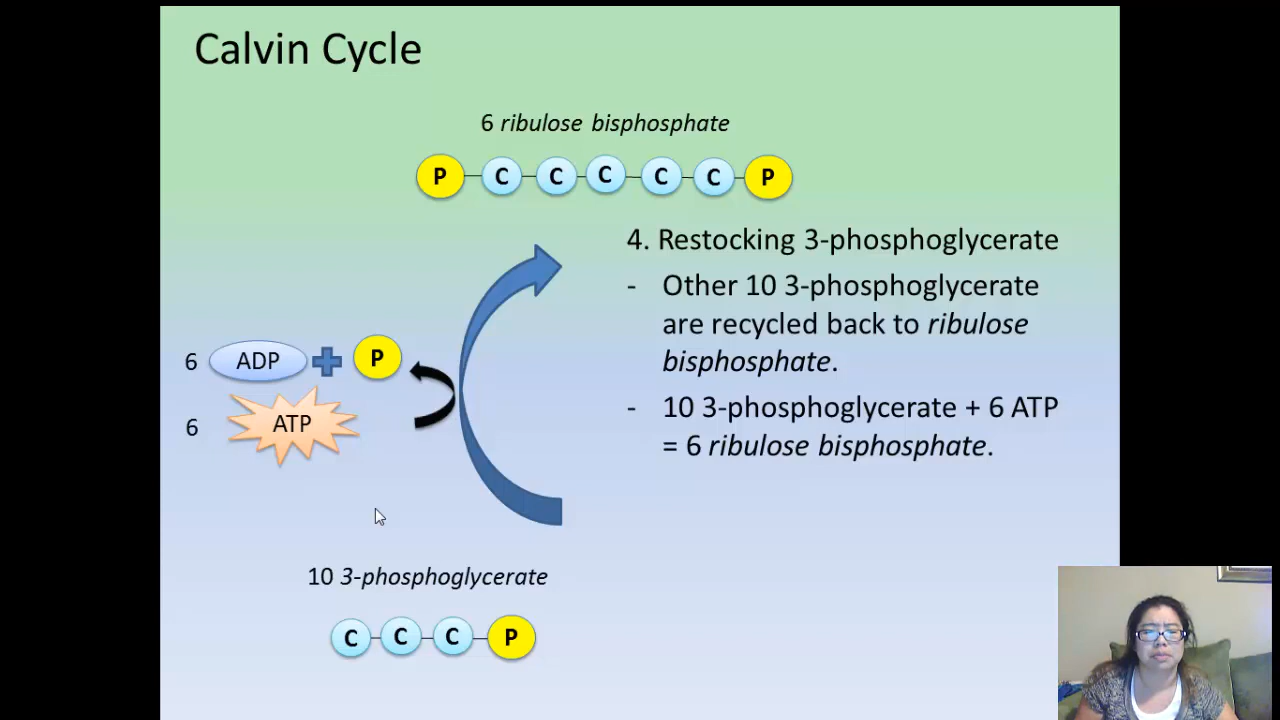 Calvin Cycle
6 ribulose bisphosphate
P C C C C C P
4. Restocking 3-phosphoglycerate
- Other 10 3-phosphoglycerate
are recycled back to ribulose
bisphosphate.
- 10 3-phosphoglycerate + 6 ATP
= 6 ribulose bisphosphate.
6 ADP + P
6 ATP
10 3-phosphoglycerate
C C C P